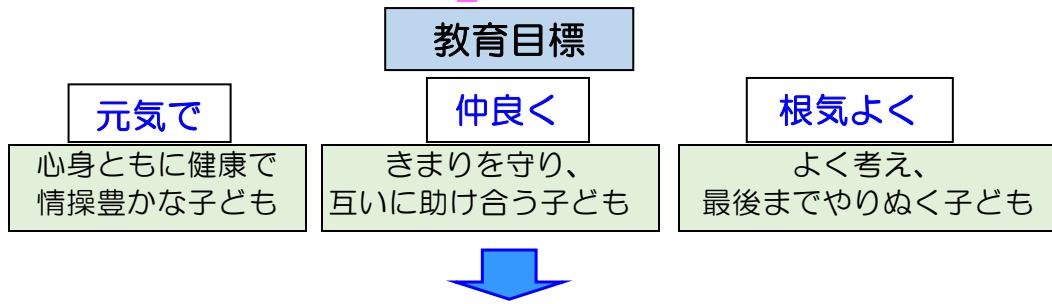 教育目標
元気で
心身ともに健康で
情操豊かな子ども
仲良く
きまりを守り、
互いに助け合う子ども
根気よく
よく考え、
最後までやりぬく子ども